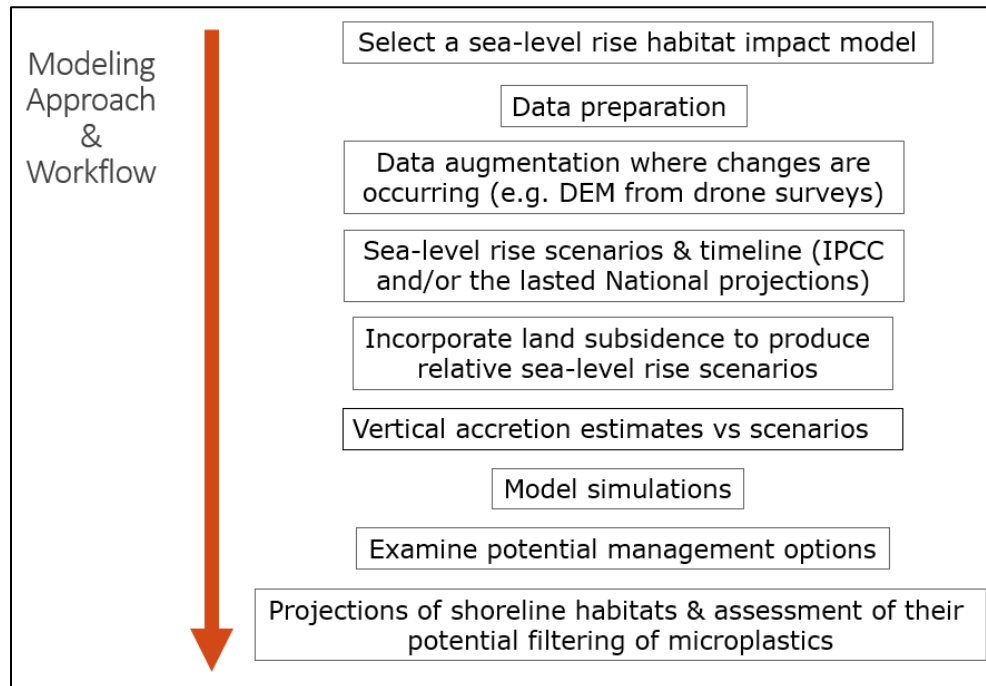 Modeling
Approach
&
Workflow
Select a sea-level rise habitat impact model
Data preparation
Data augmentation where changes are
occurring (e.g. DEM from drone surveys)
Sea-level rise scenarios & timeline (IPCC
and/or the lasted National projections)
Incorporate land subsidence to produce
relative sea-level rise scenarios
Vertical accretion estimates vs scenarios
Model simulations
Examine potential management options
Projections of shoreline habitats & assessment of their
potential filtering of microplastics